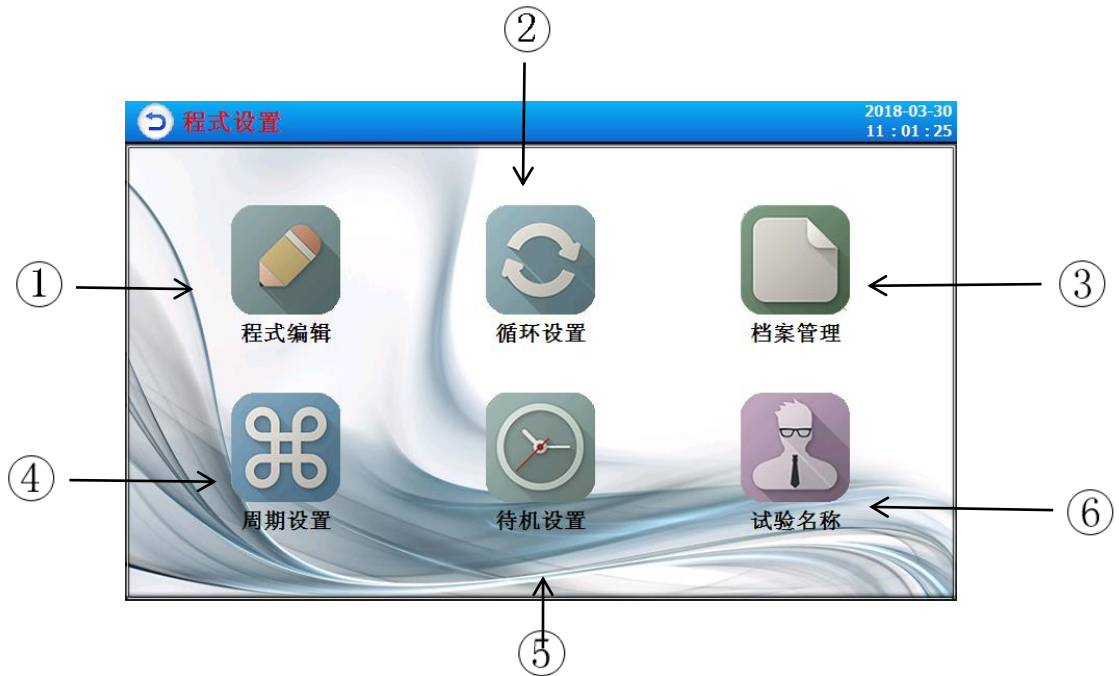 ②
程式设置
2018-03-30
11 : 01 : 25
①
程式编辑
循环设置
档案管理
③
④
周期设置
待机设置
试验名称
⑥
⑤